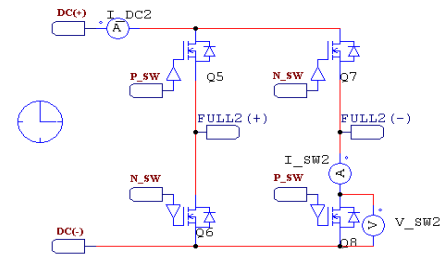 DC(+)
I_DC2
A
P_SW
Q5
N_SW
Q7
FULL2(+)
FULL2(-)
I_SW2
A
N_SW
Q6
P_SW
Q8
V
V_SW2
DC(-)